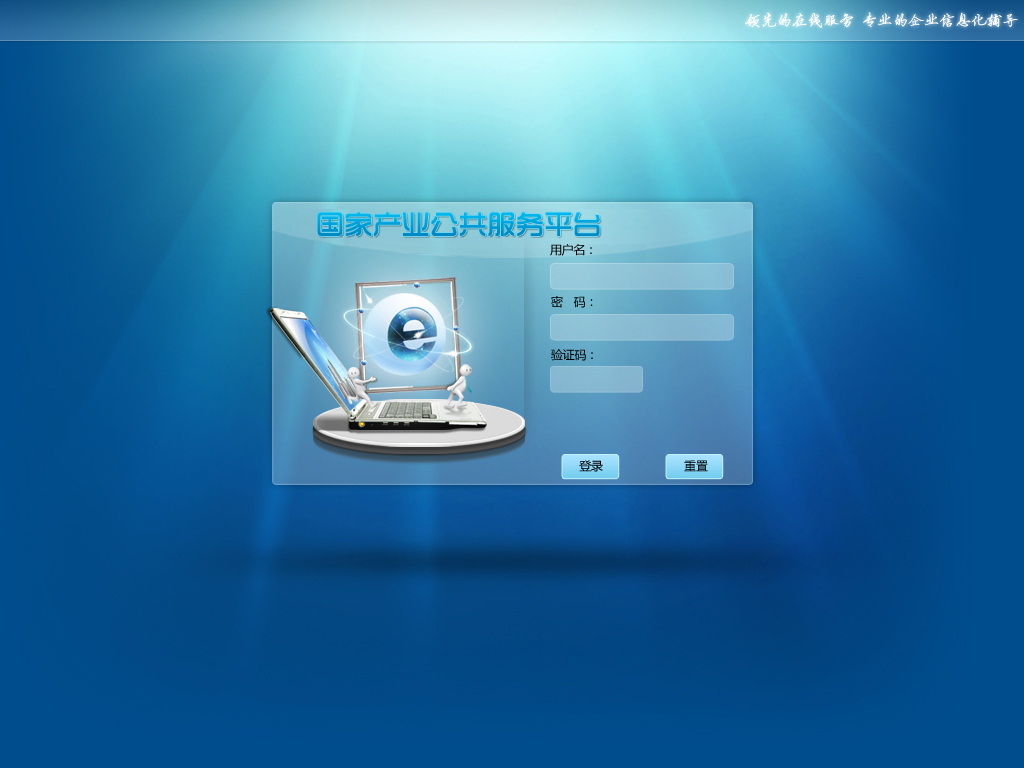 领先的在线服务 专业的企业信息化辅导
国家产业公共服务平台
用户名：
密 码：
验证码：
登录 重置